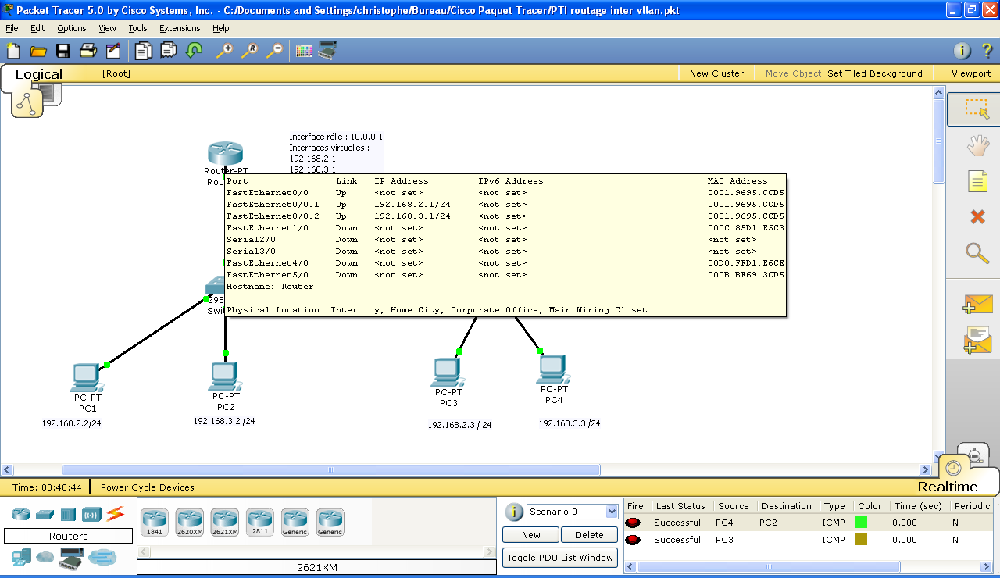 Packet Tracer 5.0 by Cisco Systems, Inc. - C:/Documents and Settings/christophe/Bureau/Cisco Paquet Tracer/PTI routage inter vllan.pkt
File Edit Options View Tools Extensions Help
Logical [Root] New Cluster Move Object Set Tiled Background Viewport
Interface rélle : 10.0.0.1
Interfaces virtuelles :
192.168.2.1
192.168.3.1
Router-PT
Rou
Port Link IP Address IPv6 Address MAC Address
FastEthernet0/0 Up <not set> <not set> 0001.9695.CCD5
FastEthernet0/0.1 Up 192.168.2.1/24 <not set> 0001.9695.CCD5
FastEthernet0/0.2 Up 192.168.3.1/24 <not set> 0001.9695.CCD5
FastEthernet1/0 Down <not set> <not set> 000C.85D1.E5C3
Serial2/0 Down <not set> <not set> <not set>
Serial3/0 Down <not set> <not set> <not set>
FastEthernet4/0 Down <not set> <not set> 00D0.FFD1.E6CE
FastEthernet5/0 Down <not set> <not set> 000B.BE69.3CD5
Hostname: Router
Physical Location: Intercity, Home City, Corporate Office, Main Wiring Closet
295
Swi
PC-PT
PC1
192.168.2.2/24
PC-PT
PC2
192.168.3.2 /24
PC-PT
PC3
192.168.2.3 / 24
PC-PT
PC4
192.168.3.3 /24
Time: 00:40:44 Power Cycle Devices
Realtime
Routers
1841 2620XM 2621XM 2811 Generic Generic
2621XM
Scenario 0
New Delete
Toggle PDU List Window
Fire Last Status Source Destination Type Color Time (sec) Periodic
Successful PC4 PC2 ICMP 0.000 N
Successful PC3 ICMP 0.000 N